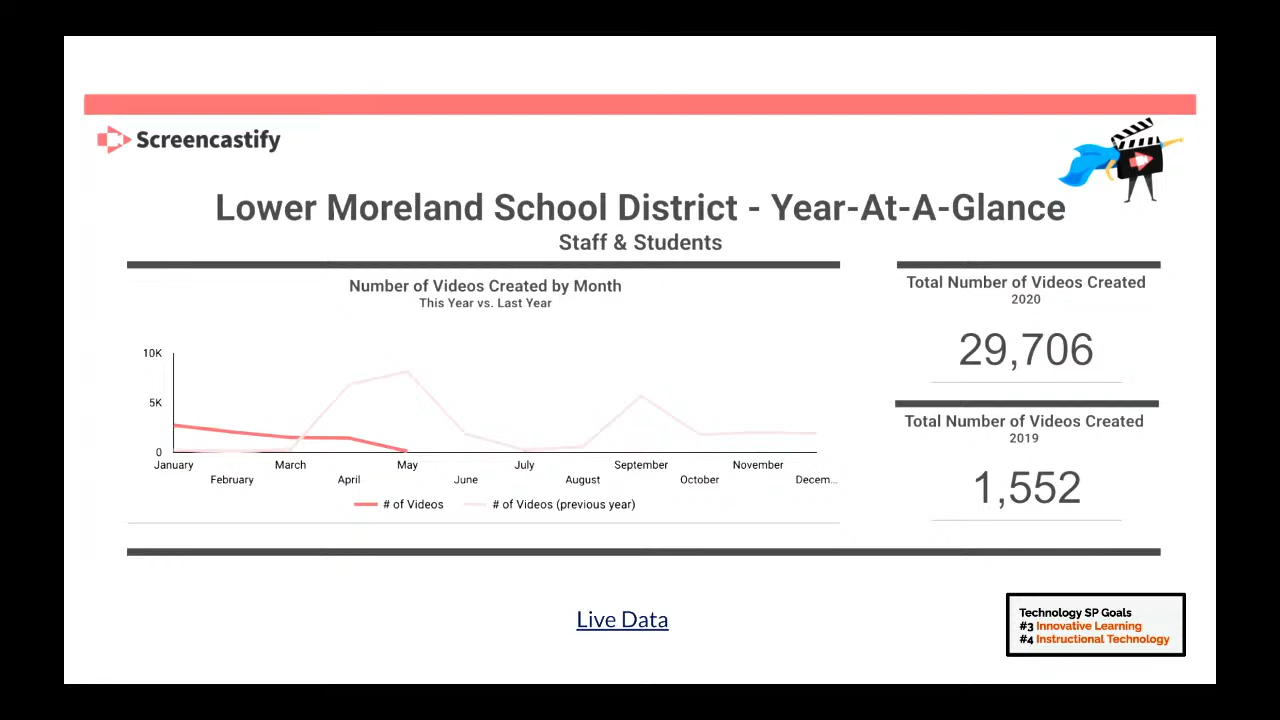 Screencastify
Lower Moreland School District - Year-At-A-Glance
Staff & Students
Number of Videos Created by Month
This Year vs. Last Year
10K
5K
0
January
February
March
April
May
June
July
August
September
October
November
Decem...
# of Videos
# of Videos (previous year)
Total Number of Videos Created
2020
29,706
Total Number of Videos Created
2019
1,552
Live Data
Technology SP Goals
#3 Innovative Learning
#4 Instructional Technology